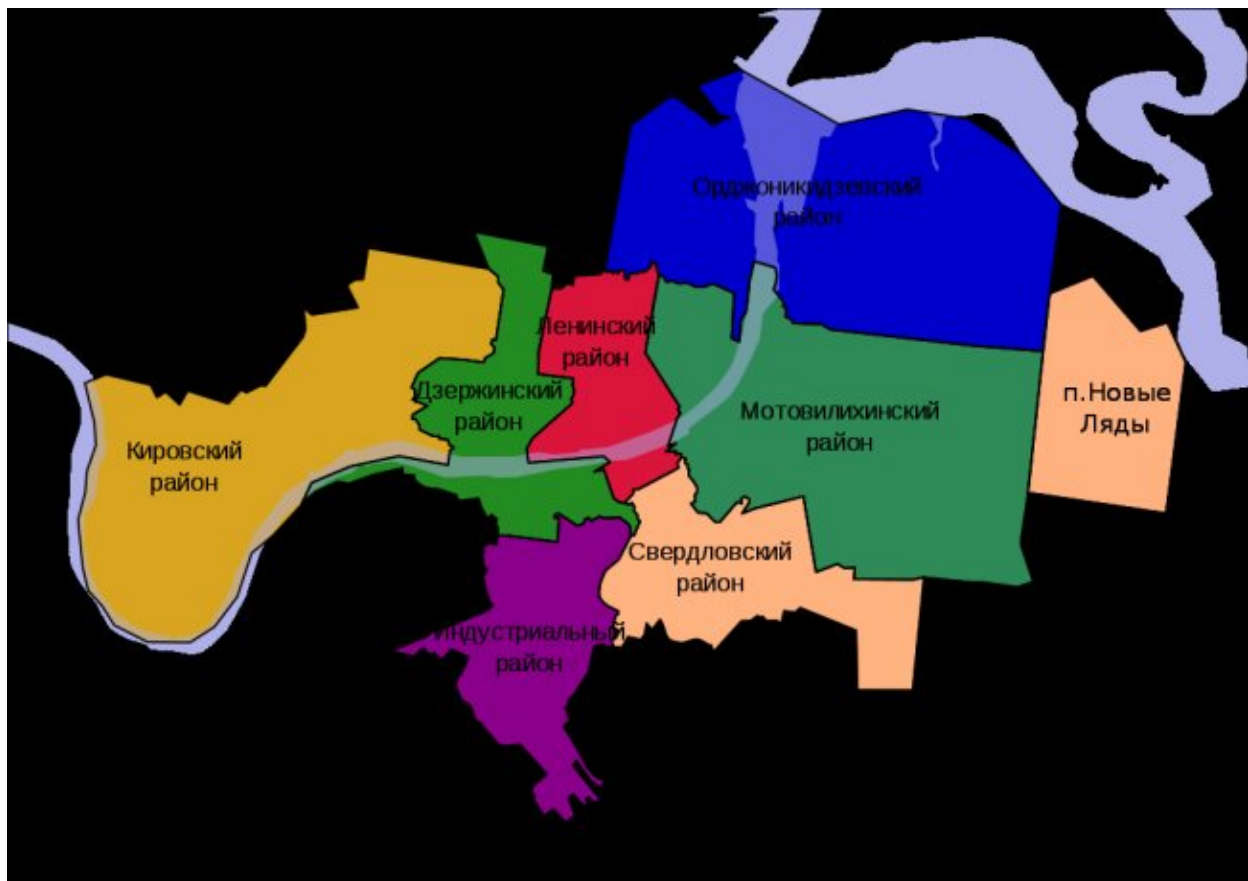 Орджоникидзевский
район
Ленинский
район
Дзержинский
район
п.Новые
Ляды
Мотовилихинский
район
Кировский
район
Свердловский
район
Индустриальный
район